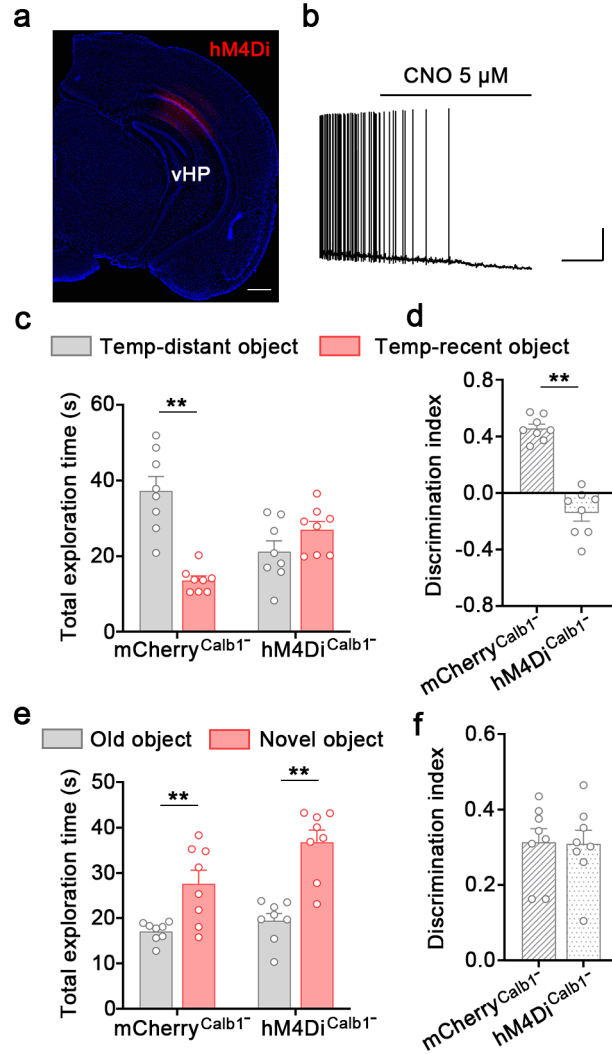 a
hM4Di
vHP
b
CNO 5 μM
c
Temp-distant object
Temp-recent object
Total exploration time (s)
60
40
20
0
**
mCherryCalb1−
hM4DiCalb1−
d
Discrimination index
0.8
0.4
0.0
-0.4
-0.8
**
mCherryCalb1−
hM4DiCalb1−
e
Old object
Novel object
Total exploration time (s)
50
40
30
20
10
0
**
**
mCherryCalb1−
hM4DiCalb1−
f
Discrimination index
0.6
0.4
0.2
0.0
mCherryCalb1−
hM4DiCalb1−